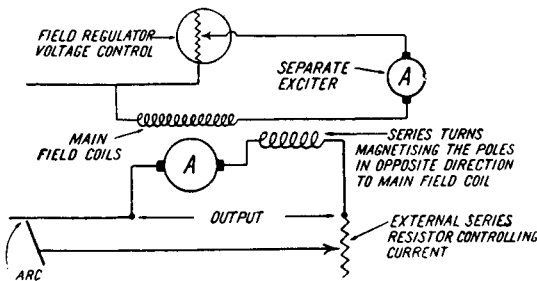 FIELD REGULATOR
VOLTAGE CONTROL
SEPARATE
EXCITER
A
MAIN
FIELD COILS
A
SERIES TURNS
MAGNETISING THE POLES
IN OPPOSITE DIRECTION
TO MAIN FIELD COIL
OUTPUT
EXTERNAL SERIES
RESISTOR CONTROLLING
CURRENT
ARC